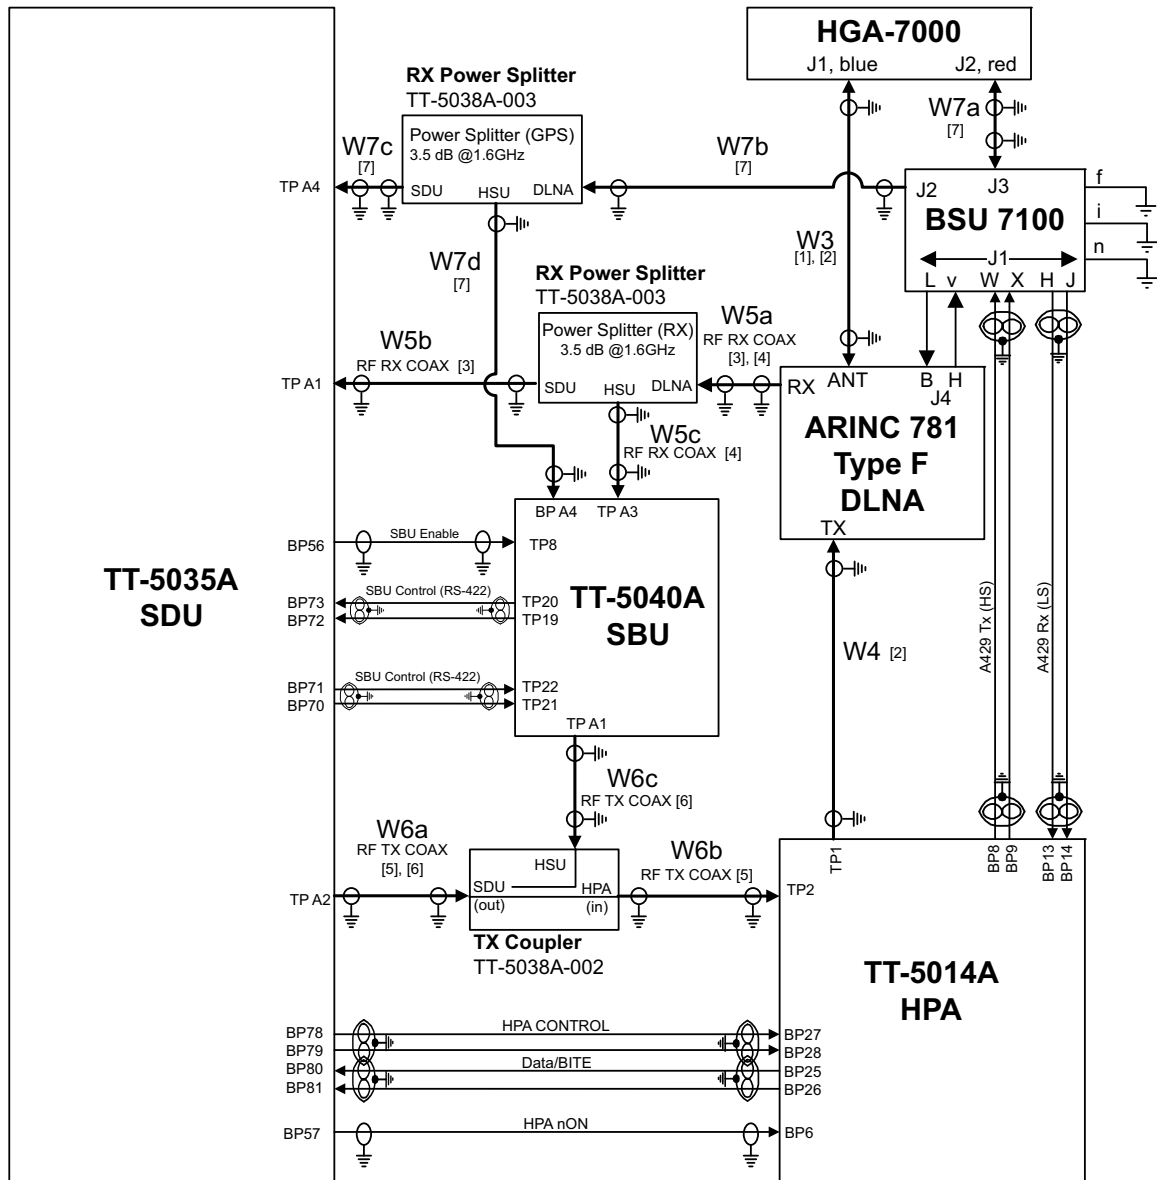 HGA-7000
J1, blue
J2, red
RX Power Splitter
TT-5038A-003
Power Splitter (GPS)
3.5 dB @1.6GHz
SDU
HSU
DLNA
W7c
[7]
TP A4
W7b
[7]
W7a
[7]
J2
J3
BSU 7100
J1
L
v
W
X
H
J
f
i
n
W7d
[7]
W3
[1], [2]
RX Power Splitter
TT-5038A-003
Power Splitter (RX)
3.5 dB @1.6GHz
SDU
HSU
DLNA
W5b
RF RX COAX [3]
TP A1
W5a
RF RX COAX
[3], [4]
W5c
RF RX COAX [4]
RX
ANT
B
H
J4
ARINC 781
Type F
DLNA
TX
BP A4
TP A3
TT-5035A
SDU
BP56
SBU Enable
TP8
BP73
SBU Control (RS-422)
TP20
BP72
TP19
TT-5040A
SBU
BP71
SBU Control (RS-422)
TP22
BP70
TP21
TP A1
W4 [2]
A429 Tx (HS)
A429 Rx (LS)
W6c
RF TX COAX [6]
W6a
RF TX COAX
[5], [6]
TP A2
HSU
SDU
(out)
HPA
(in)
TX Coupler
TT-5038A-002
W6b
RF TX COAX [5]
TP2
TP1
BP8
BP9
BP13
BP14
TT-5014A
HPA
BP78
HPA CONTROL
BP27
BP79
BP28
BP80
Data/BITE
BP25
BP81
BP26
BP57
HPA nON
BP6